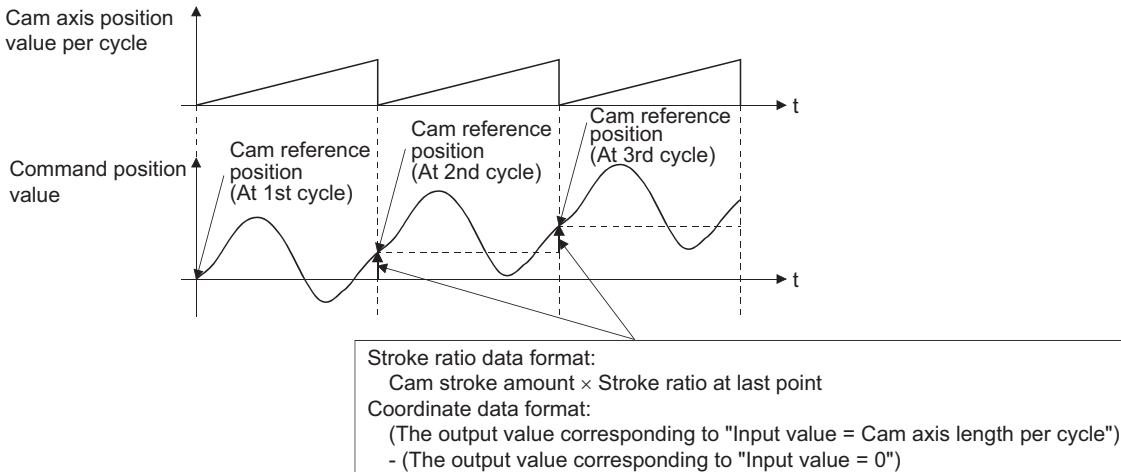 Cam axis position
value per cycle
t
Cam reference
position
(At 1st cycle)
Cam reference
position
(At 2nd cycle)
Cam reference
position
(At 3rd cycle)
Command position
value
t
Stroke ratio data format:
Cam stroke amount × Stroke ratio at last point
Coordinate data format:
(The output value corresponding to "Input value = Cam axis length per cycle")
- (The output value corresponding to "Input value = 0")